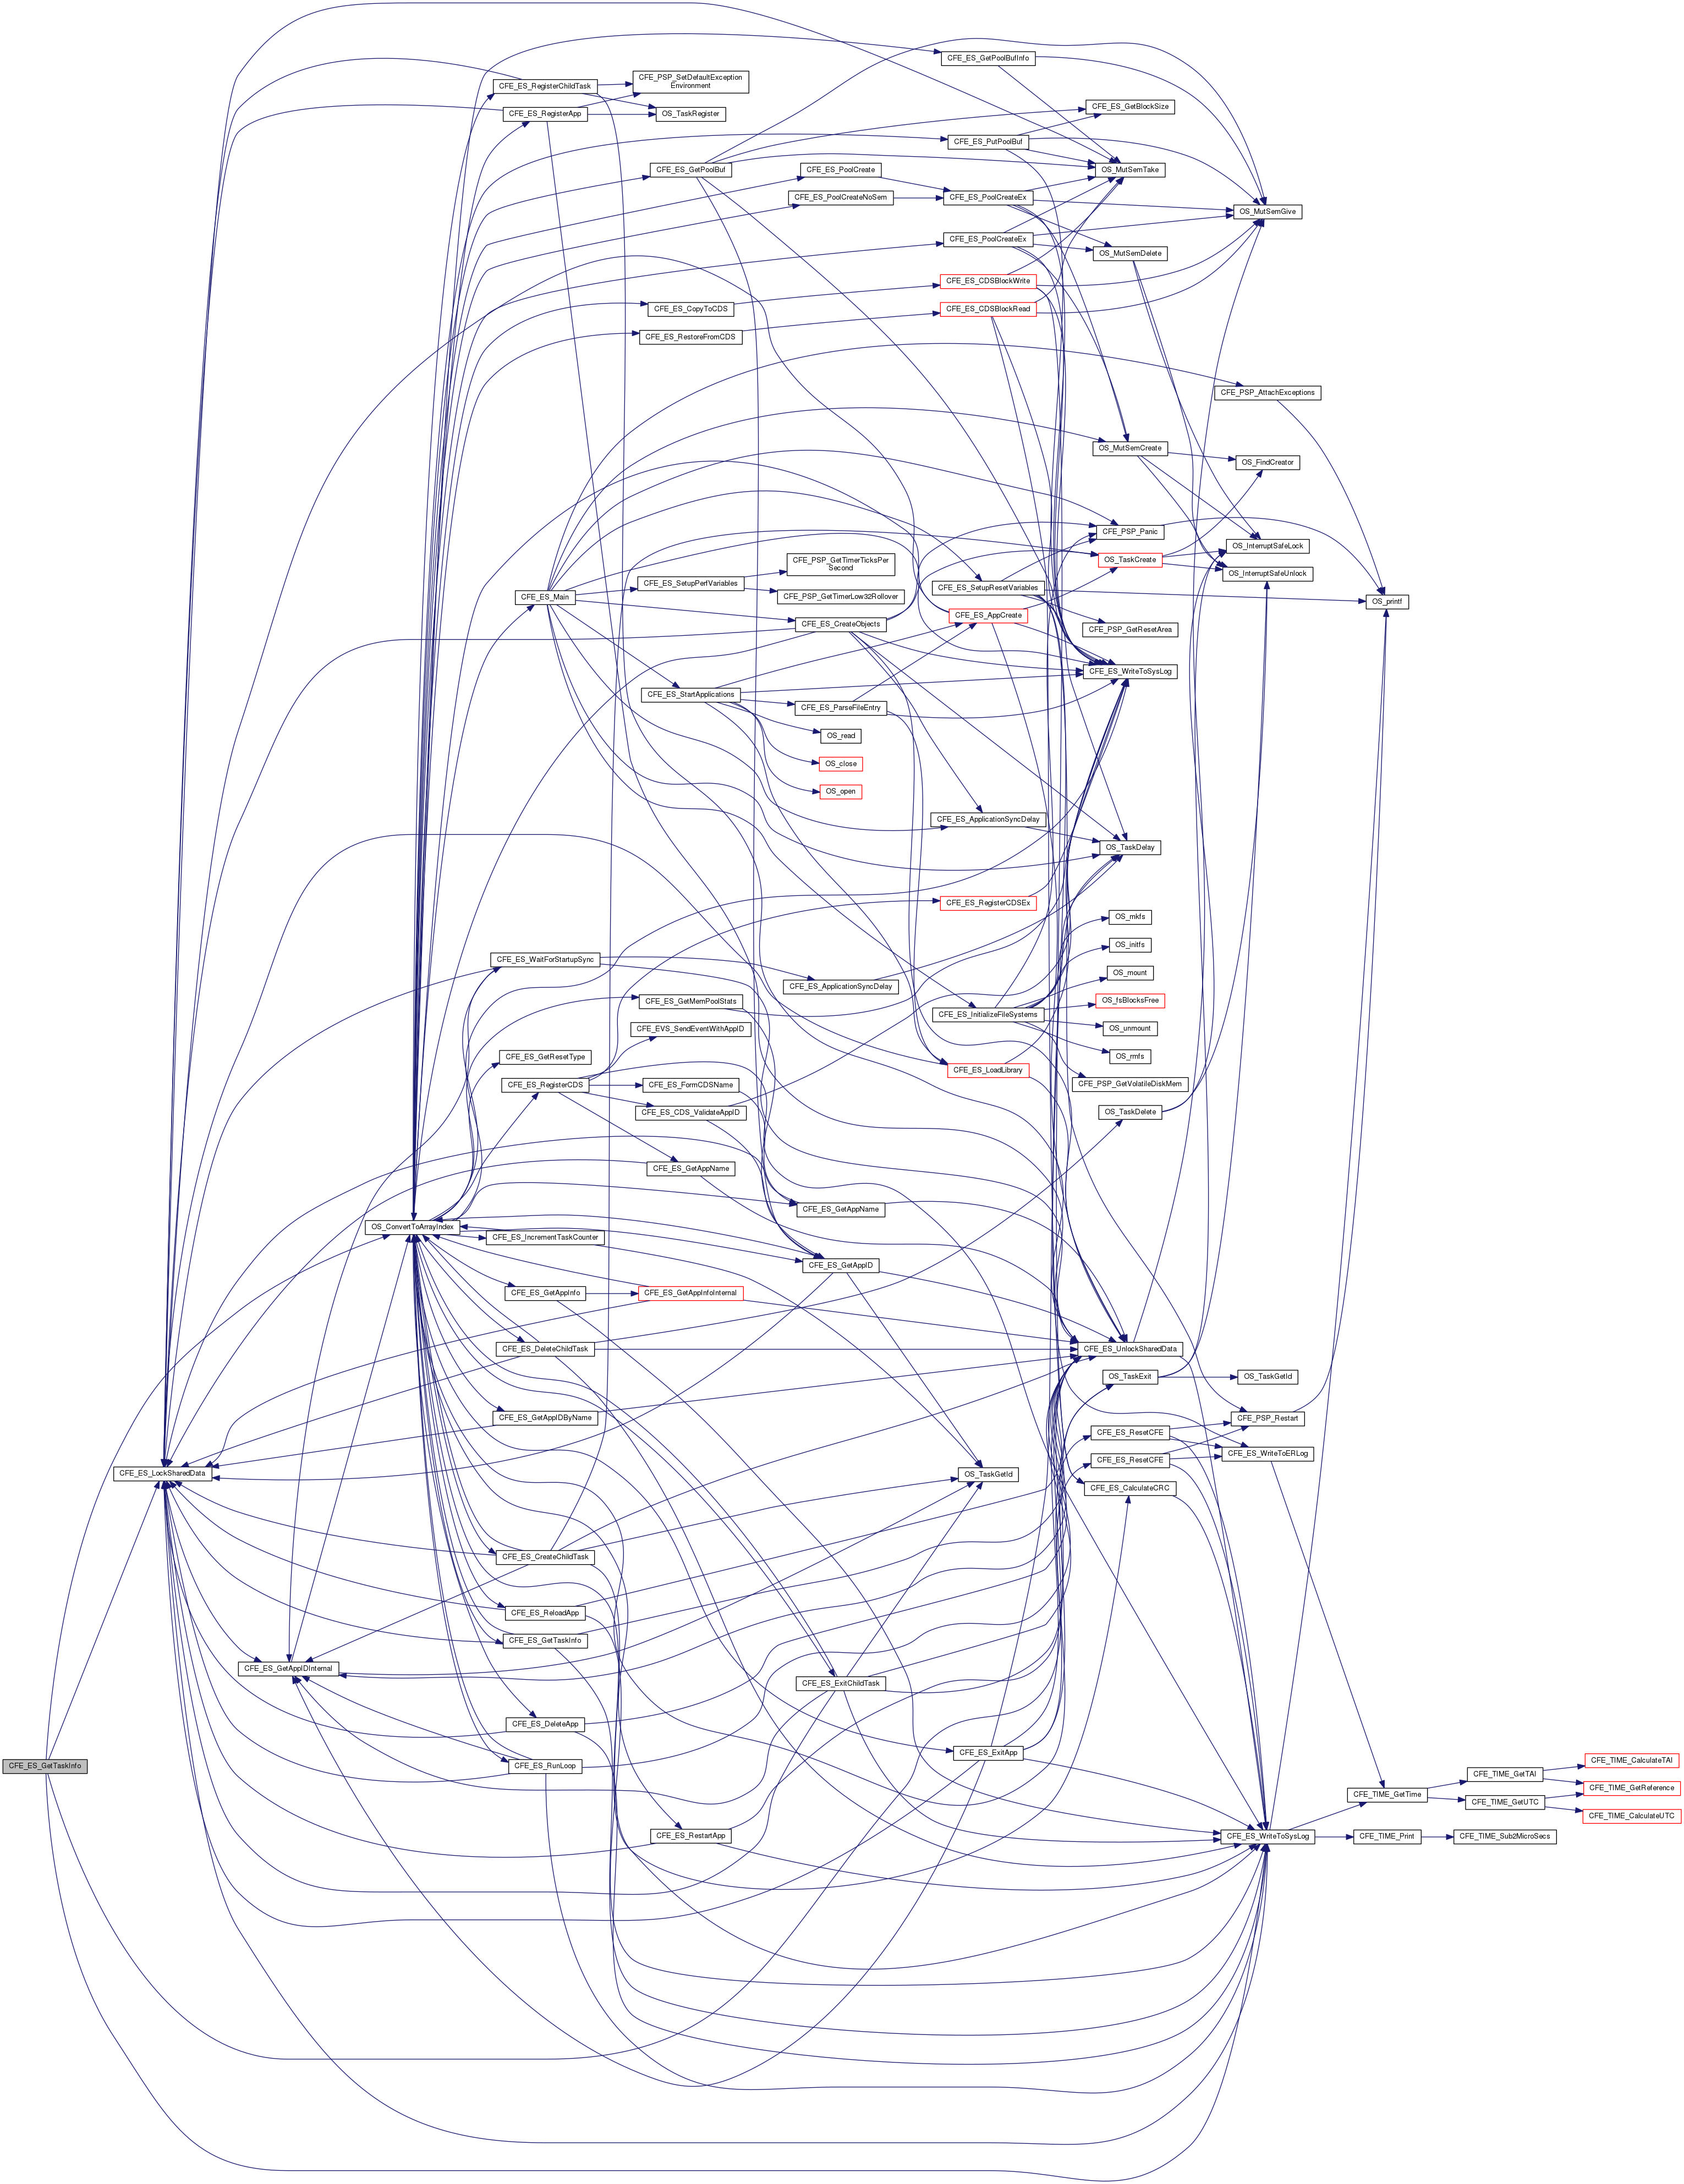 CFE_ES_GetPoolBufInfo
CFE_PSP_SetDefaultException
Environment
CFE_ES_RegisterChildTask
CFE_ES_GetBlockSize
CFE_ES_RegisterApp
OS_TaskRegister
CFE_ES_PutPoolBuf
CFE_ES_GetPoolBuf
CFE_ES_PoolCreate
OS_MutSemTake
CFE_ES_PoolCreateNoSem
CFE_ES_PoolCreateEx
OS_MutSemGive
CFE_ES_PoolCreateEx
OS_MutSemDelete
CFE_ES_CDSBlockWrite
CFE_ES_CopyToCDS
CFE_ES_CDSBlockRead
CFE_ES_RestoreFromCDS
CFE_PSP_AttachExceptions
OS_MutSemCreate
OS_FindCreator
CFE_PSP_Panic
OS_InterruptSafeLock
CFE_PSP_GetTimerTicksPer
Second
OS_TaskCreate
OS_InterruptSafeUnlock
CFE_ES_SetupPerfVariables
CFE_ES_SetupResetVariables
CFE_ES_Main
CFE_PSP_GetTimerLow32Rollover
OS_printf
CFE_ES_AppCreate
CFE_ES_CreateObjects
CFE_PSP_GetResetArea
CFE_ES_WriteToSysLog
CFE_ES_StartApplications
CFE_ES_ParseFileEntry
OS_read
OS_close
OS_open
CFE_ES_ApplicationSyncDelay
OS_TaskDelay
CFE_ES_RegisterCDSEx
OS_mkfs
OS_initfs
CFE_ES_WaitForStartupSync
OS_mount
CFE_ES_ApplicationSyncDelay
CFE_ES_GetMemPoolStats
OS_fsBlocksFree
CFE_ES_InitializeFileSystems
CFE_EVS_SendEventWithAppID
OS_unmount
CFE_ES_GetResetType
OS_rmfs
CFE_ES_LoadLibrary
CFE_ES_RegisterCDS
CFE_ES_FormCDSName
CFE_PSP_GetVolatileDiskMem
CFE_ES_CDS_ValidateAppID
OS_TaskDelete
CFE_ES_GetAppName
CFE_ES_GetAppName
OS_ConvertToArrayIndex
CFE_ES_IncrementTaskCounter
CFE_ES_GetAppID
CFE_ES_GetAppInfo
CFE_ES_GetAppInfoInternal
CFE_ES_DeleteChildTask
CFE_ES_UnlockSharedData
OS_TaskExit
OS_TaskGetId
CFE_ES_GetAppIDByName
CFE_PSP_Restart
CFE_ES_ResetCFE
CFE_ES_WriteToERLog
CFE_ES_ResetCFE
CFE_ES_LockSharedData
OS_TaskGetId
CFE_ES_CalculateCRC
CFE_ES_CreateChildTask
CFE_ES_ReloadApp
CFE_ES_GetTaskInfo
CFE_ES_GetAppIDInternal
CFE_ES_ExitChildTask
CFE_ES_DeleteApp
CFE_ES_ExitApp
CFE_ES_GetTaskInfo
CFE_ES_RunLoop
CFE_TIME_CalculateTAI
CFE_TIME_GetTAI
CFE_TIME_GetReference
CFE_TIME_GetTime
CFE_TIME_GetUTC
CFE_TIME_CalculateUTC
CFE_ES_RestartApp
CFE_ES_WriteToSysLog
CFE_TIME_Print
CFE_TIME_Sub2MicroSecs